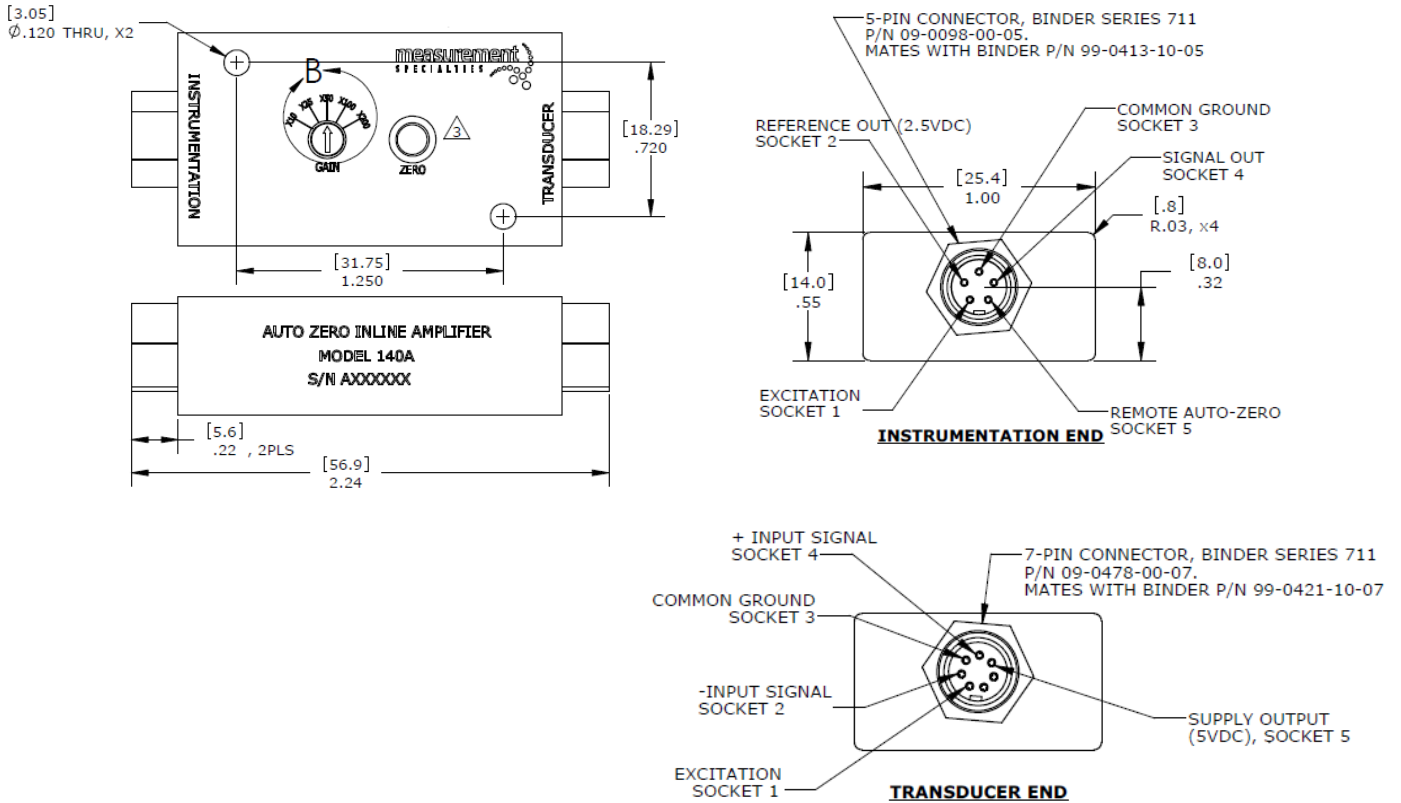 [3.05]
Ø.120 THRU, X2
measurement
SPECIALTIES
B
X10 X25 X50 X100 X200
GAIN
ZERO
3
INSTRUMENTATION
TRANSDUCER
[18.29]
.720
[31.75]
1.250
AUTO ZERO INLINE AMPLIFIER
MODEL 140A
S/N AXXXXXX
[5.6]
.22 , 2PLS
[56.9]
2.24
5-PIN CONNECTOR, BINDER SERIES 711
P/N 09-0098-00-05.
MATES WITH BINDER P/N 99-0413-10-05
REFERENCE OUT (2.5VDC)
SOCKET 2
COMMON GROUND
SOCKET 3
SIGNAL OUT
SOCKET 4
[25.4]
1.00
[.8]
R.03, x4
[14.0]
.55
[8.0]
.32
EXCITATION
SOCKET 1
REMOTE AUTO-ZERO
SOCKET 5
INSTRUMENTATION END
+ INPUT SIGNAL
SOCKET 4
7-PIN CONNECTOR, BINDER SERIES 711
P/N 09-0478-00-07.
MATES WITH BINDER P/N 99-0421-10-07
COMMON GROUND
SOCKET 3
-INPUT SIGNAL
SOCKET 2
SUPPLY OUTPUT
(5VDC), SOCKET 5
EXCITATION
SOCKET 1
TRANSDUCER END